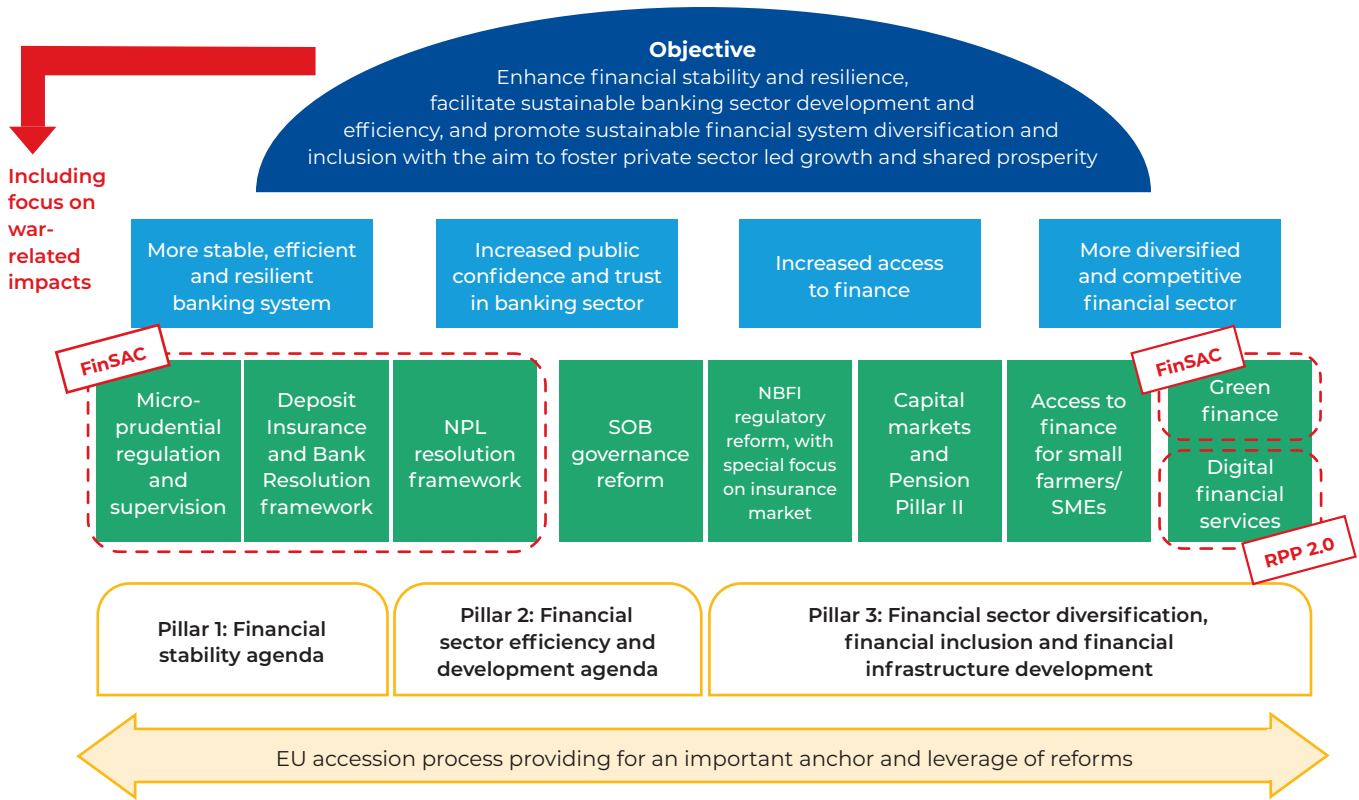 Objective
Enhance financial stability and resilience,
facilitate sustainable banking sector development and
efficiency, and promote sustainable financial system diversification and
inclusion with the aim to foster private sector led growth and shared prosperity
Including
focus on
war-
related
impacts
More stable, efficient
and resilient
banking system
Increased public
confidence and trust
in banking sector
Increased access
to finance
More diversified
and competitive
financial sector
FinSAC
Micro-
prudential
regulation
and
supervision
Deposit
Insurance
and Bank
Resolution
framework
NPL
resolution
framework
SOB
governance
reform
NBFI
regulatory
reform, with
special focus
on insurance
market
Capital
markets
and
Pension
Pillar II
Access to
finance
for small
farmers/
SMEs
FinSAC
Green
finance
Digital
financial
services
RPP 2.0
Pillar 1: Financial
stability agenda
Pillar 2: Financial
sector efficiency and
development agenda
Pillar 3: Financial sector diversification,
financial inclusion and financial
infrastructure development
EU accession process providing for an important anchor and leverage of reforms